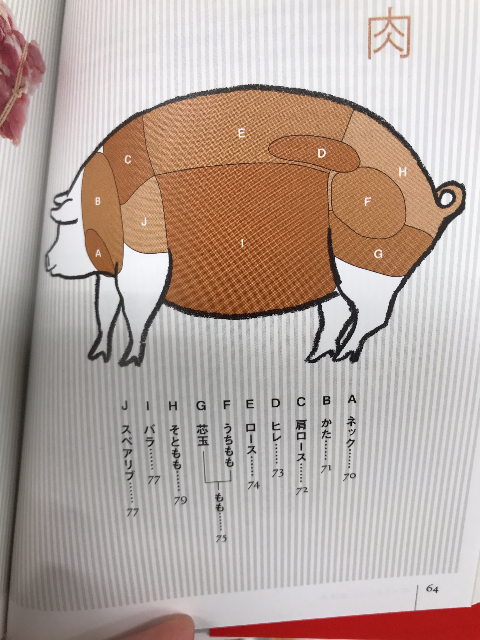 肉
E
C
D
H
B
F
J
I
G
A
A ネック……70
B かた……71
C 肩ロース……72
D ヒレ……73
E ロース……74
F うちもも
G 芯玉
もも……75
H そともも……79
I バラ……77
J スペアリブ……77
64